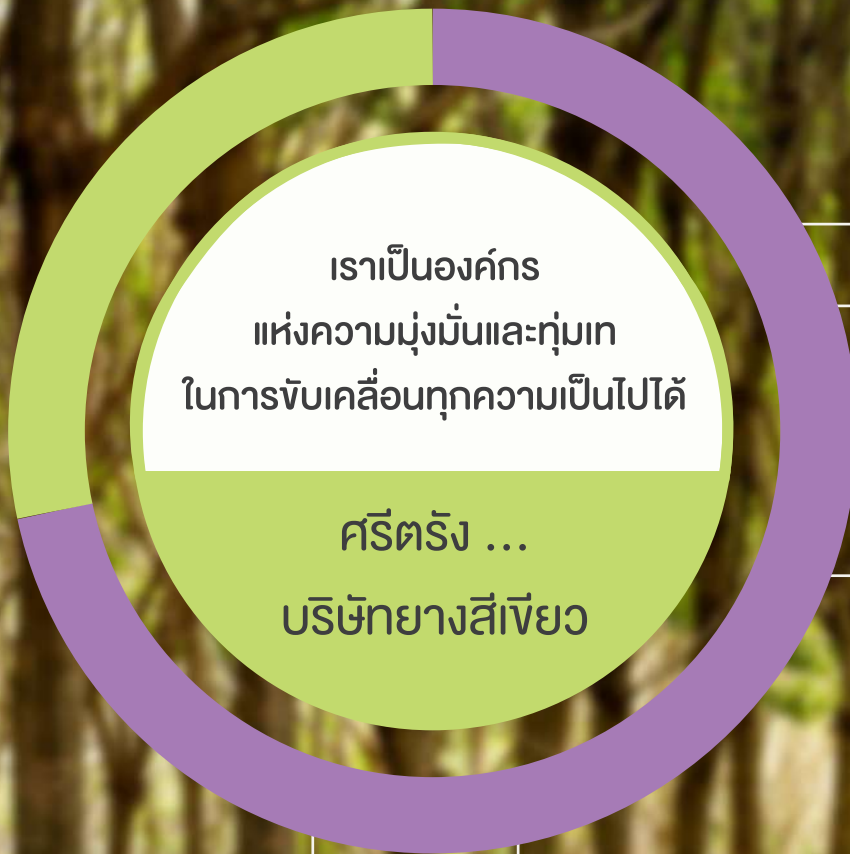 เราเป็นองค์กร
แห่งความมุ่งมั่นและทุ่มเท
ในการขับเคลื่อนทุกความเป็นไปได้
ศรีตรัง ...
บริษัทยางสีเขียว